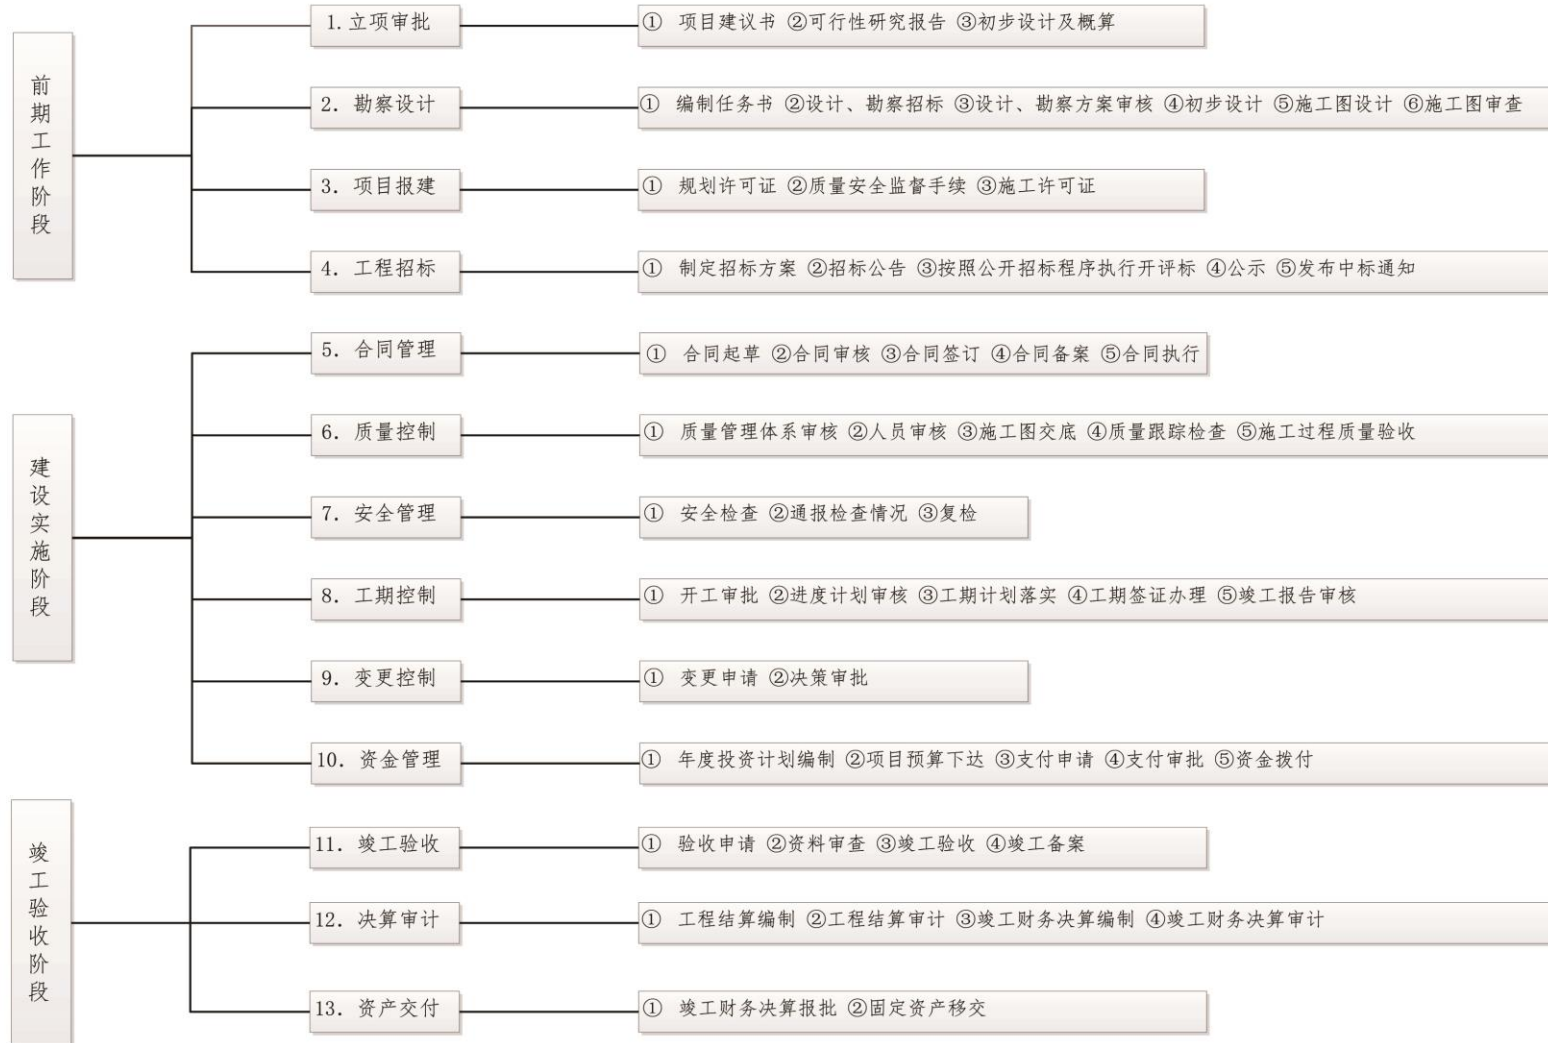 前期工作阶段
1. 立项审批
① 项目建议书 ②可行性研究报告 ③初步设计及概算
2. 勘察设计
① 编制任务书 ②设计、勘察招标 ③设计、勘察方案审核 ④初步设计 ⑤施工图设计 ⑥施工图审查
3. 项目报建
① 规划许可证 ②质量安全监督手续 ③施工许可证
4. 工程招标
① 制定招标方案 ②招标公告 ③按照公开招标程序执行开评标 ④公示 ⑤发布中标通知
建设实施阶段
5. 合同管理
① 合同起草 ②合同审核 ③合同签订 ④合同备案 ⑤合同执行
6. 质量控制
① 质量管理体系审核 ②人员审核 ③施工图交底 ④质量跟踪检查 ⑤施工过程质量验收
7. 安全管理
① 安全检查 ②通报检查情况 ③复检
8. 工期控制
① 开工审批 ②进度计划审核 ③工期计划落实 ④工期签证办理 ⑤竣工报告审核
9. 变更控制
① 变更申请 ②决策审批
10. 资金管理
① 年度投资计划编制 ②项目预算下达 ③支付申请 ④支付审批 ⑤资金拨付
竣工验收阶段
11. 竣工验收
① 验收申请 ②资料审查 ③竣工验收 ④竣工备案
12. 决算审计
① 工程结算编制 ②工程结算审计 ③竣工财务决算编制 ④竣工财务决算审计
13. 资产交付
① 竣工财务决算报批 ②固定资产移交